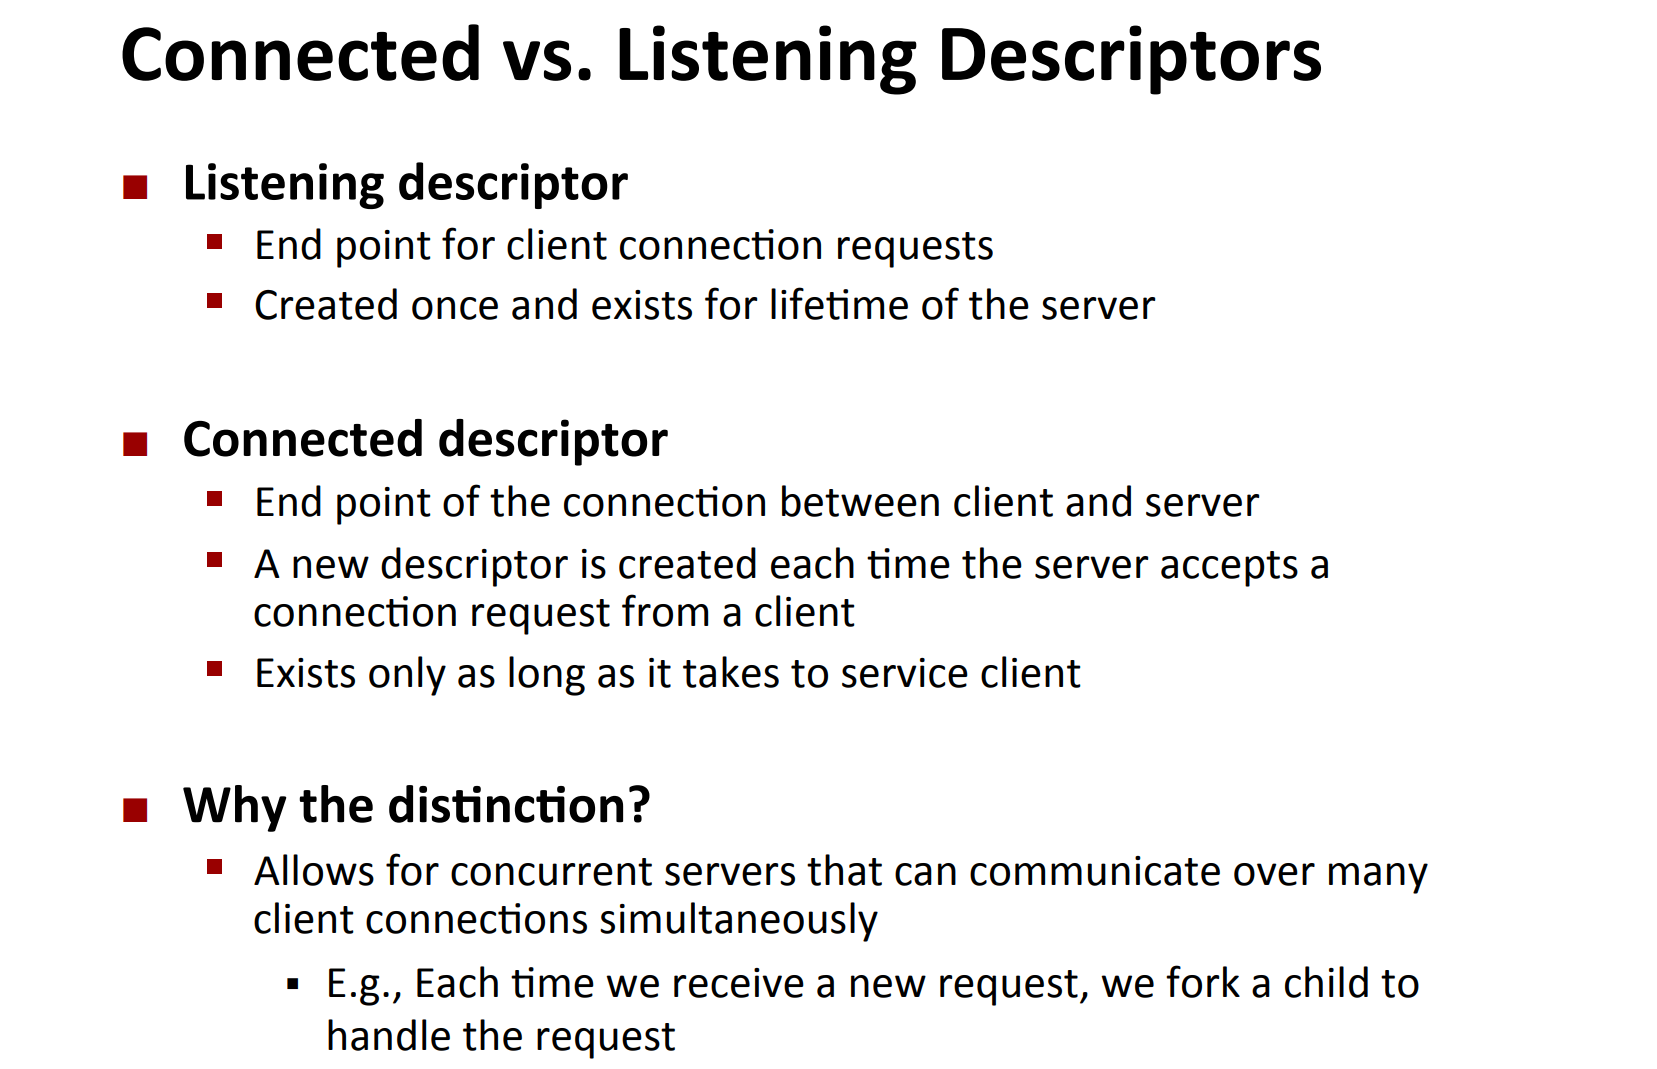 Connected vs. Listening Descriptors
Listening descriptor
End point for client connection requests
Created once and exists for lifetime of the server
Connected descriptor
End point of the connection between client and server
A new descriptor is created each time the server accepts a
connection request from a client
Exists only as long as it takes to service client
Why the distinction?
Allows for concurrent servers that can communicate over many
client connections simultaneously
E.g., Each time we receive a new request, we fork a child to
handle the request